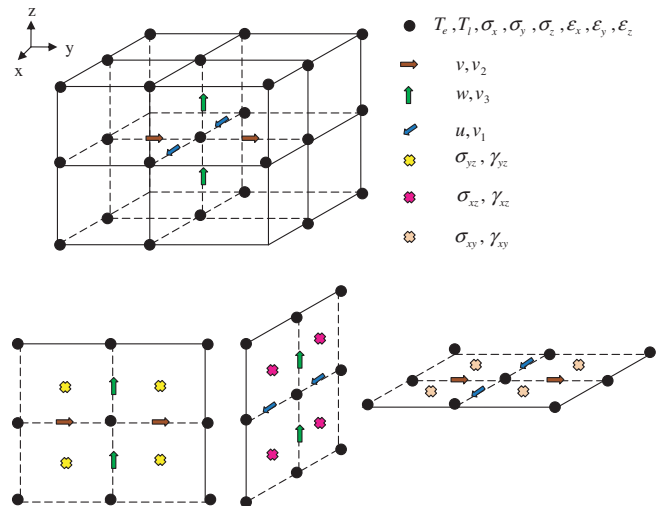 z
y
x
T_e, T_l, σ_x, σ_y, σ_z, ε_x, ε_y, ε_z
v, v_2
w, v_3
u, v_1
σ_yz, γ_yz
σ_xz, γ_xz
σ_xy, γ_xy